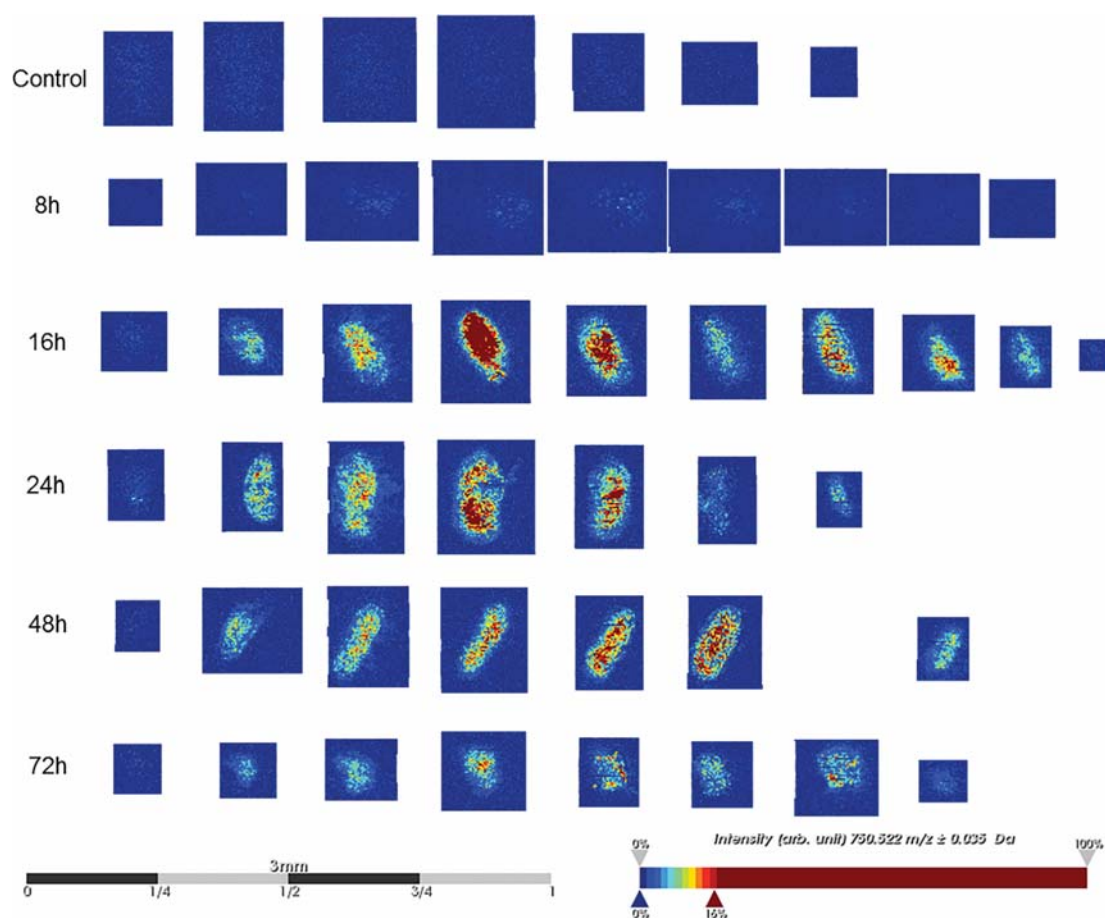 Control
8h
16h
24h
48h
72h
3mm
0 1/4 1/2 3/4 1
Intensity (arb. unit) 750.522 m/z ± 0.035 Da
0% 100%
0% 16%